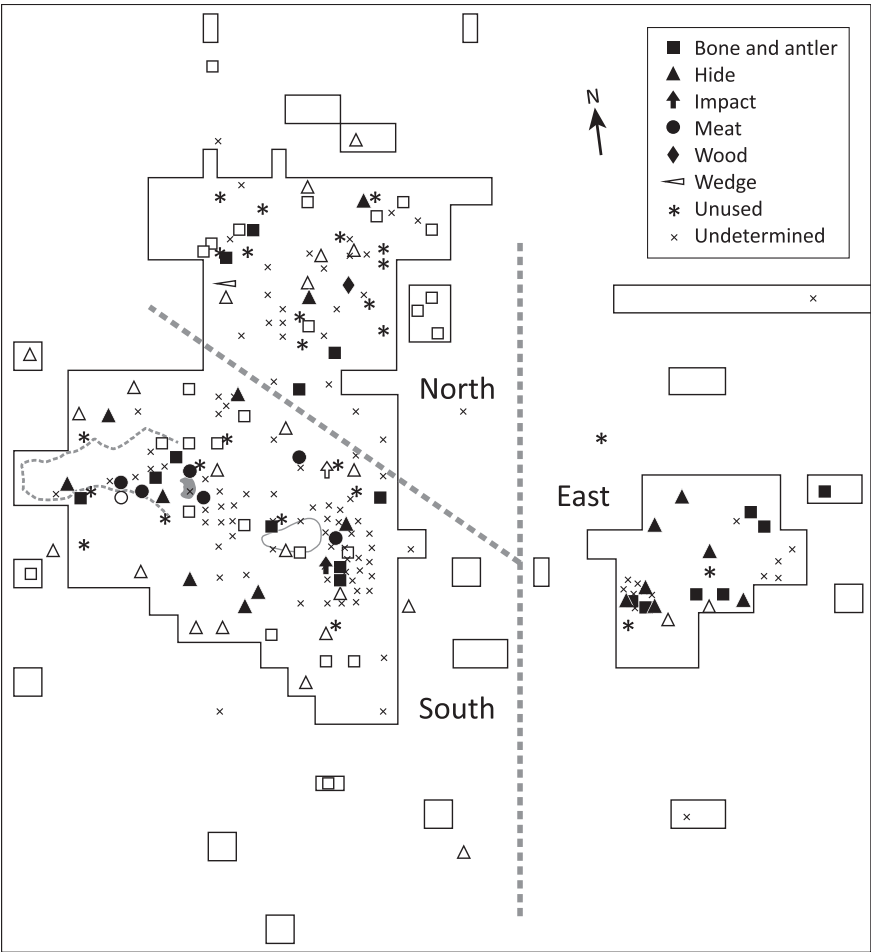 Bone and antler
Hide
N
Impact
Meat
Wood
Wedge
Unused
Undetermined
North
East
South